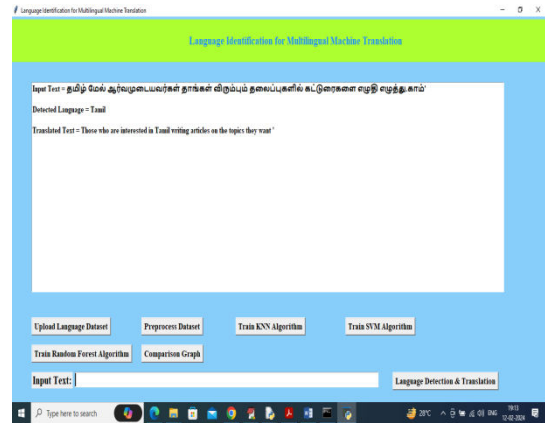 Language Identification for Multilingual Machine Translation
Language Identification for Multilingual Machine Translation
Input Text = தமிழ் மேல் ஆர்வமுடையவர்கள் தாங்கள் விரும்பும் தலைப்புகளில் கட்டுரைகளை எழுதி எழுத்து.காம்'
Detected Language = Tamil
Translated Text = Those who are interested in Tamil writing articles on the topics they want '
Upload Language Dataset Preprocess Dataset Train KNN Algorithm Train SVM Algorithm
Train Random Forest Algorithm Comparison Graph
Input Text: Language Detection & Translation
Type here to search 28°C ENG 19:13
12-02-2024